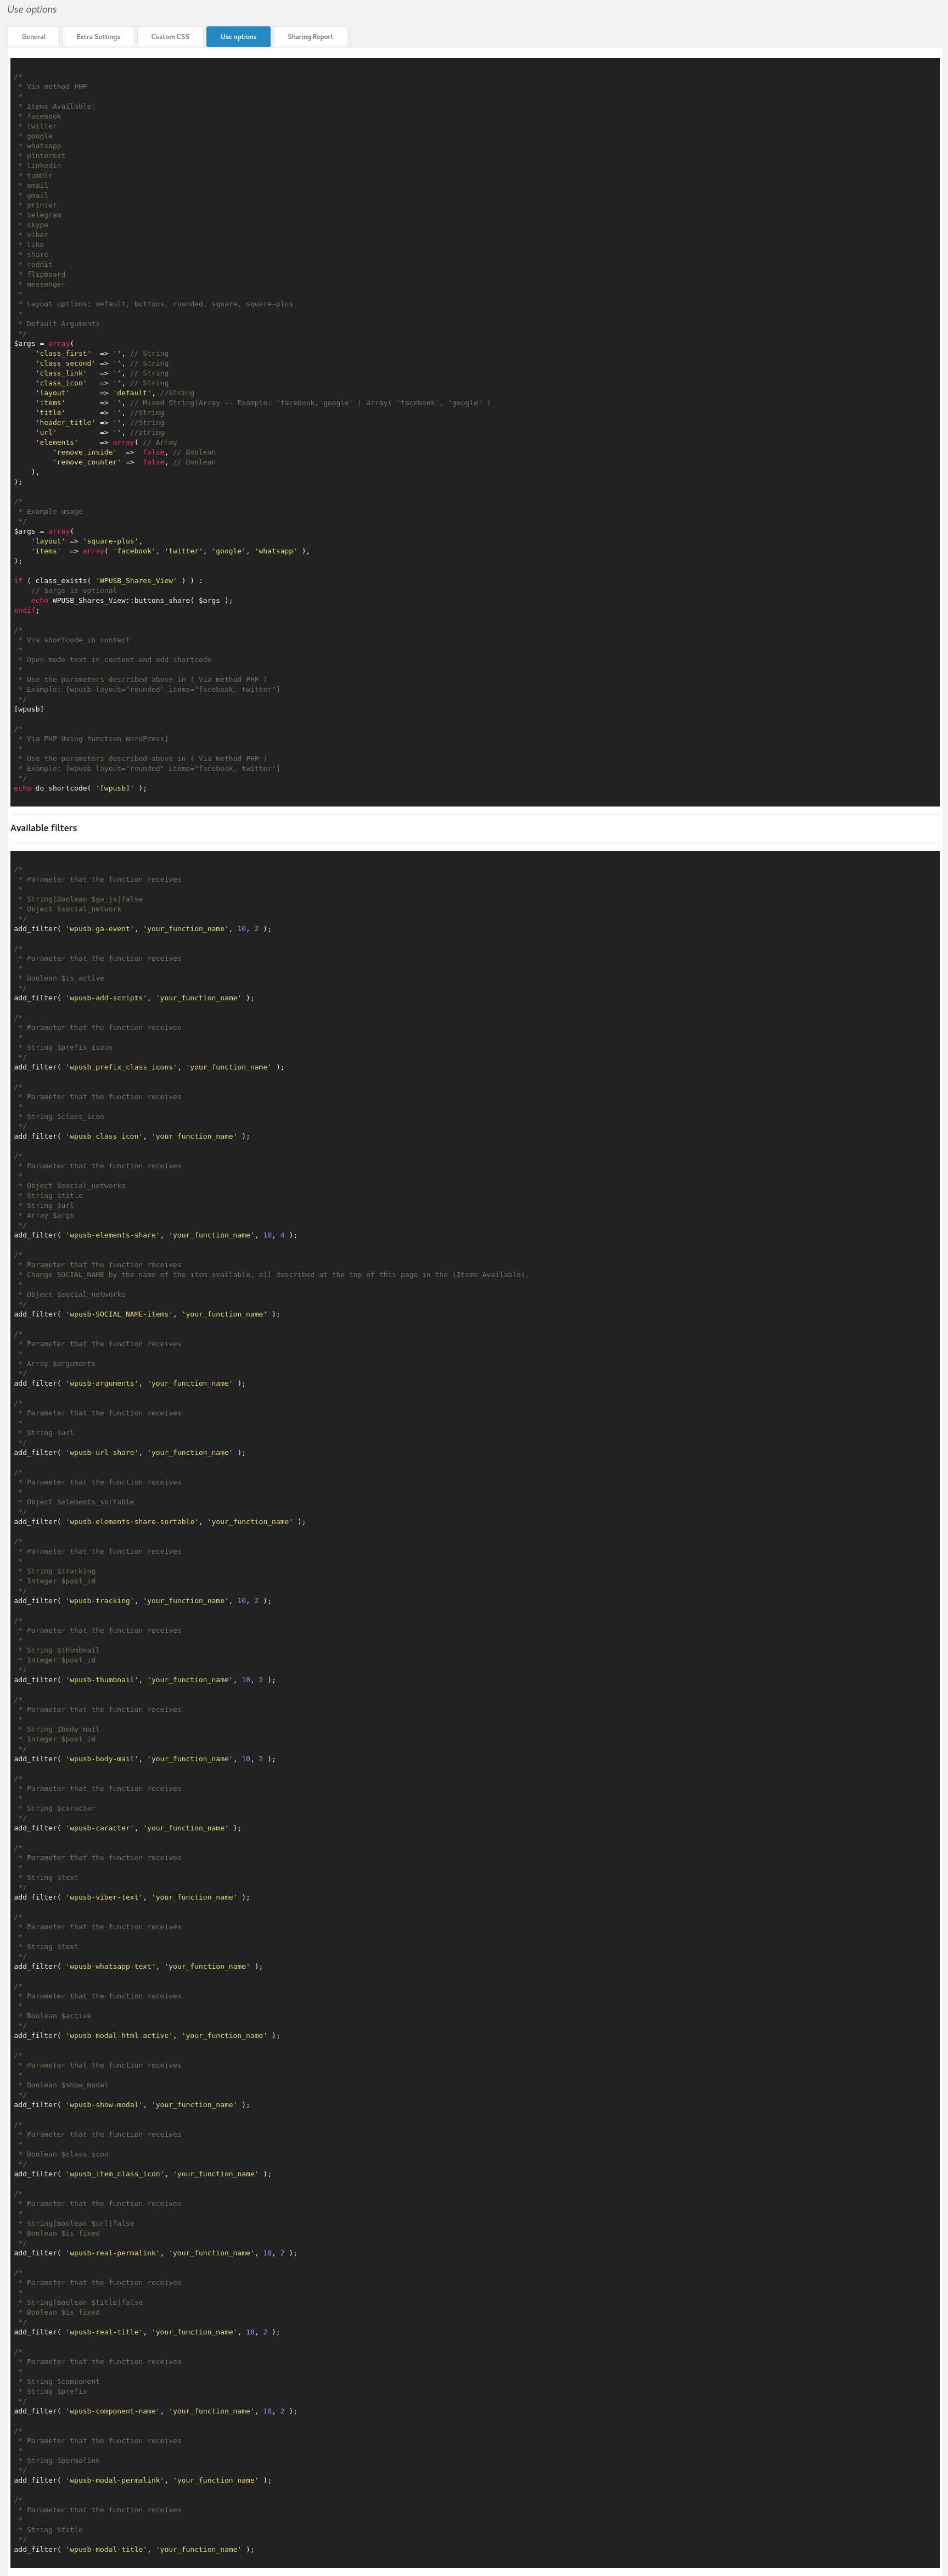 Use options
General
Extra Settings
Custom CSS
Use options
Sharing Report
/*
 * Via method PHP
 *
 * Items Available:
 * facebook
 * twitter
 * google
 * whatsapp
 * pinterest
 * linkedin
 * tumblr
 * email
 * gmail
 * printer
 * telegram
 * skype
 * viber
 * like
 * share
 * reddit
 * flipboard
 * messenger
 *
 * Layout options: default, buttons, rounded, square, square-plus
 *
 * Default Arguments
 */
$args = array(
     'class_first'  => '', // String
     'class_second' => '', // String
     'class_link'   => '', // String
     'class_icon'   => '', // String
     'layout'       => 'default', //String
     'items'        => '', // Mixed String|Array -- Example: 'facebook, google' | array( 'facebook', 'google' )
     'title'        => '', //String
     'header_title' => '', //String
     'url'          => '', //string
     'elements'     => array( // Array
         'remove_inside'  =>  false, // Boolean
         'remove_counter' =>  false, // Boolean
    ),
);
/*
 * Example usage
 */
$args = array(
    'layout' => 'square-plus',
    'items'  => array( 'facebook', 'twitter', 'google', 'whatsapp' ),
);
if ( class_exists( 'WPUSB_Shares_View' ) ) :
    // $args is optional
    echo WPUSB_Shares_View::buttons_share( $args );
endif;
/*
 * Via shortcode in content
 *
 * Open mode text in content and add shortcode
 *
 * Use the parameters described above in ( Via method PHP )
 * Example: [wpusb layout="rounded" items="facebook, twitter"]
 */
[wpusb]
/*
 * Via PHP Using function WordPress]
 *
 * Use the parameters described above in ( Via method PHP )
 * Example: [wpusb layout="rounded" items="facebook, twitter"]
 */
echo do_shortcode( '[wpusb]' );
Available filters
/*
 * Parameter that the function receives
 *
 * String|Boolean $ga_js|false
 * Object $social_network
 */
add_filter( 'wpusb-ga-event', 'your_function_name', 10, 2 );
/*
 * Parameter that the function receives
 *
 * Boolean $is_active
 */
add_filter( 'wpusb-add-scripts', 'your_function_name' );
/*
 * Parameter that the function receives
 *
 * String $prefix_icons
 */
add_filter( 'wpusb_prefix_class_icons', 'your_function_name' );
/*
 * Parameter that the function receives
 *
 * String $class_icon
 */
add_filter( 'wpusb_class_icon', 'your_function_name' );
/*
 * Parameter that the function receives
 *
 * Object $social_networks
 * String $title
 * String $url
 * Array $args
 */
add_filter( 'wpusb-elements-share', 'your_function_name', 10, 4 );
/*
 * Parameter that the function receives
 * Change SOCIAL_NAME by the name of the item available, all described at the top of this page in the (Items Available).
 *
 * Object $social_networks
 */
add_filter( 'wpusb-SOCIAL_NAME-items', 'your_function_name' );
/*
 * Parameter that the function receives
 *
 * Array $arguments
 */
add_filter( 'wpusb-arguments', 'your_function_name' );
/*
 * Parameter that the function receives
 *
 * String $url
 */
add_filter( 'wpusb-url-share', 'your_function_name' );
/*
 * Parameter that the function receives
 *
 * Object $elements_sortable
 */
add_filter( 'wpusb-elements-share-sortable', 'your_function_name' );
/*
 * Parameter that the function receives
 *
 * String $tracking
 * Integer $post_id
 */
add_filter( 'wpusb-tracking', 'your_function_name', 10, 2 );
/*
 * Parameter that the function receives
 *
 * String $thumbnail
 * Integer $post_id
 */
add_filter( 'wpusb-thumbnail', 'your_function_name', 10, 2 );
/*
 * Parameter that the function receives
 *
 * String $body_mail
 * Integer $post_id
 */
add_filter( 'wpusb-body-mail', 'your_function_name', 10, 2 );
/*
 * Parameter that the function receives
 *
 * String $caracter
 */
add_filter( 'wpusb-caracter', 'your_function_name' );
/*
 * Parameter that the function receives
 *
 * String $text
 */
add_filter( 'wpusb-viber-text', 'your_function_name' );
/*
 * Parameter that the function receives
 *
 * String $text
 */
add_filter( 'wpusb-whatsapp-text', 'your_function_name' );
/*
 * Parameter that the function receives
 *
 * Boolean $active
 */
add_filter( 'wpusb-modal-html-active', 'your_function_name' );
/*
 * Parameter that the function receives
 *
 * Boolean $show_modal
 */
add_filter( 'wpusb-show-modal', 'your_function_name' );
/*
 * Parameter that the function receives
 *
 * Boolean $class_icon
 */
add_filter( 'wpusb_item_class_icon', 'your_function_name' );
/*
 * Parameter that the function receives
 *
 * String|Boolean $url|false
 * Boolean $is_fixed
 */
add_filter( 'wpusb-real-permalink', 'your_function_name', 10, 2 );
/*
 * Parameter that the function receives
 *
 * String|Boolean $title|false
 * Boolean $is_fixed
 */
add_filter( 'wpusb-real-title', 'your_function_name', 10, 2 );
/*
 * Parameter that the function receives
 *
 * String $component
 * String $prefix
 */
add_filter( 'wpusb-component-name', 'your_function_name', 10, 2 );
/*
 * Parameter that the function receives
 *
 * String $permalink
 */
add_filter( 'wpusb-modal-permalink', 'your_function_name' );
/*
 * Parameter that the function receives
 *
 * String $title
 */
add_filter( 'wpusb-modal-title', 'your_function_name' );